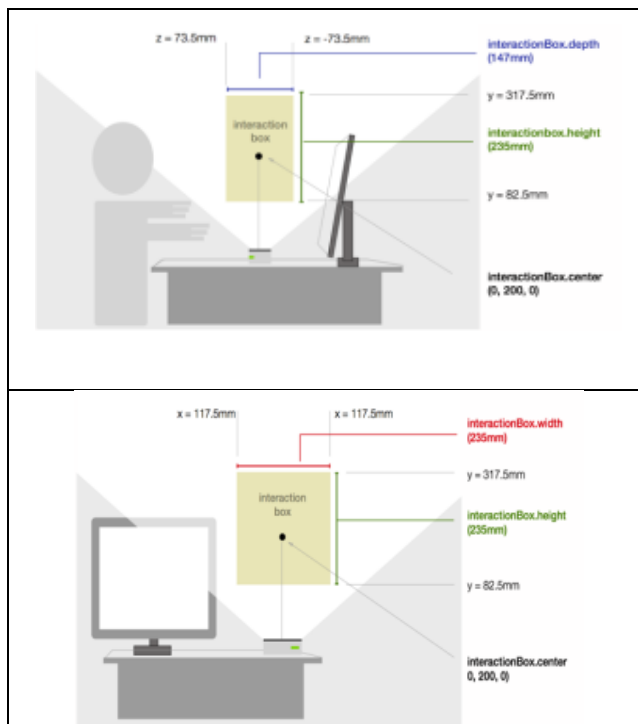 z = 73.5mm z = -73.5mm
interactionBox.depth
(147mm)
y = 317.5mm
interaction
box
interactionbox.height
(235mm)
y = 82.5mm
interactionBox.center
(0, 200, 0)
x = 117.5mm x = 117.5mm
interactionBox.width
(235mm)
y = 317.5mm
interaction
box
interactionBox.height
(235mm)
y = 82.5mm
interactionBox.center
0, 200, 0)